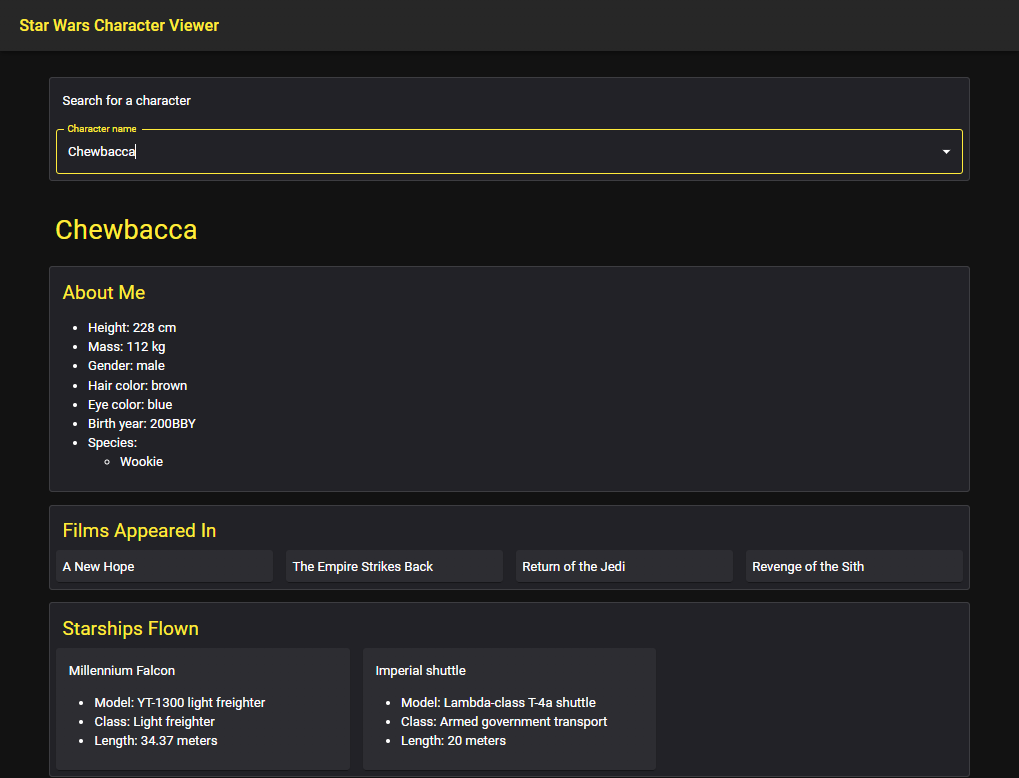 Star Wars Character Viewer
Search for a character
Character name
Chewbacca
Chewbacca
About Me
Height: 228 cm
Mass: 112 kg
Gender: male
Hair color: brown
Eye color: blue
Birth year: 200BBY
Species:
Wookie
Films Appeared In
A New Hope
The Empire Strikes Back
Return of the Jedi
Revenge of the Sith
Starships Flown
Millennium Falcon
Model: YT-1300 light freighter
Class: Light freighter
Length: 34.37 meters
Imperial shuttle
Model: Lambda-class T-4a shuttle
Class: Armed government transport
Length: 20 meters